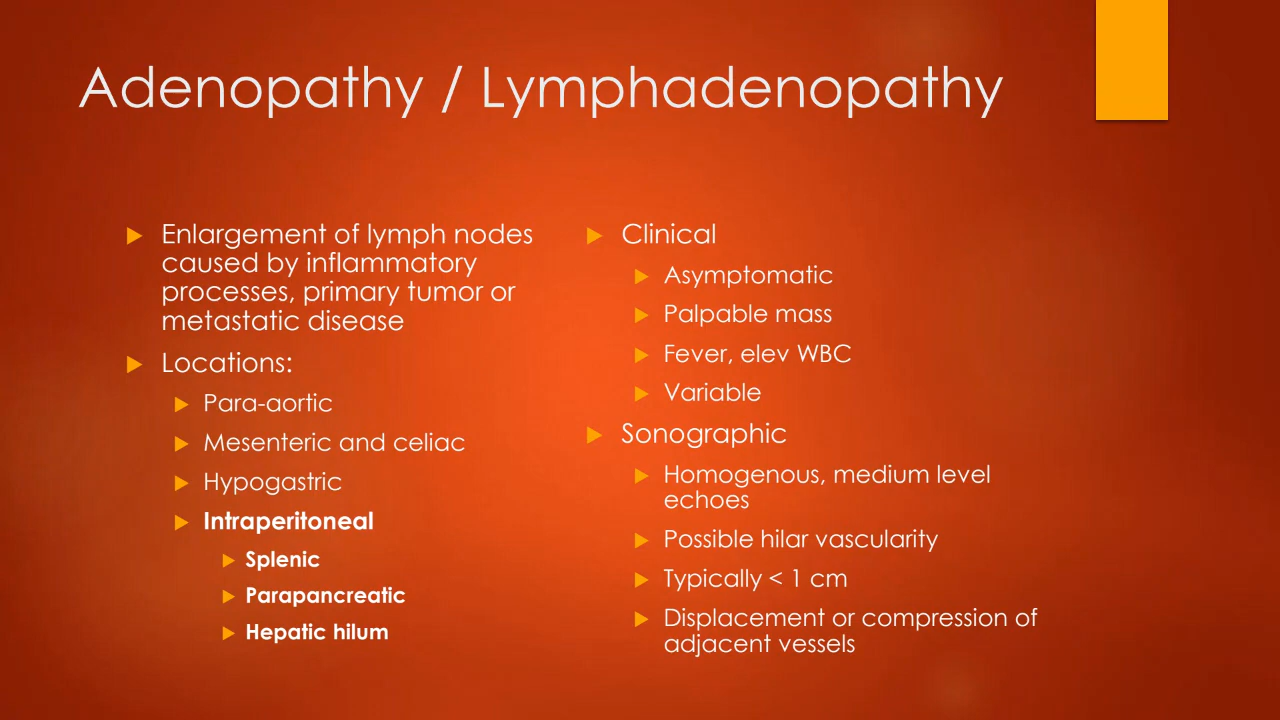 Adenopathy / Lymphadenopathy
Enlargement of lymph nodes
caused by inflammatory
processes, primary tumor or
metastatic disease
Locations:
Para-aortic
Mesenteric and celiac
Hypogastric
Intraperitoneal
Splenic
Parapancreatic
Hepatic hilum
Clinical
Asymptomatic
Palpable mass
Fever, elev WBC
Variable
Sonographic
Homogenous, medium level
echoes
Possible hilar vascularity
Typically < 1 cm
Displacement or compression of
adjacent vessels